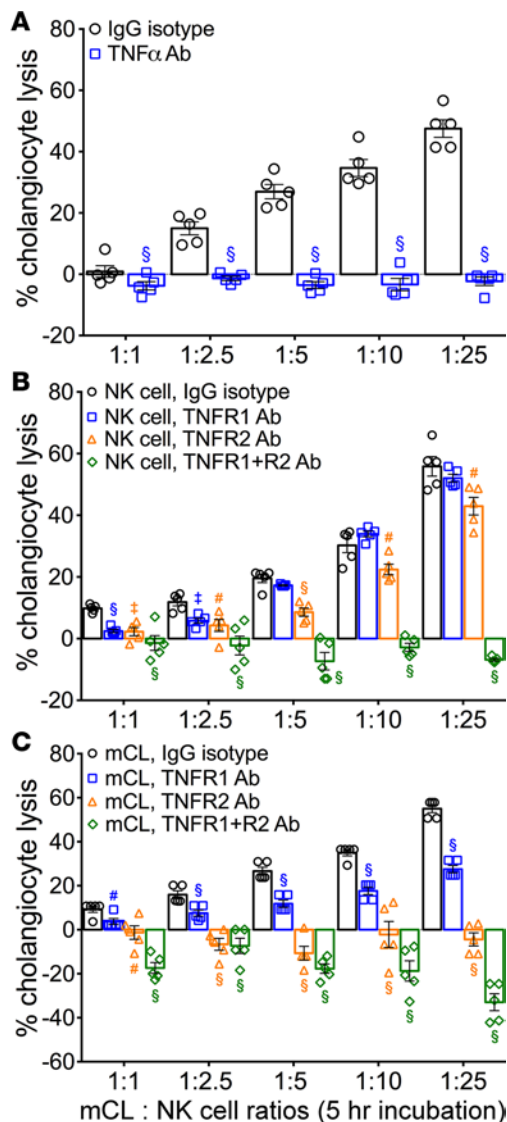 A
% cholangiocyte lysis
80
60
40
20
0
-20
IgG isotype
TNFα Ab
§ § § § §
1:1 1:2.5 1:5 1:10 1:25
B
% cholangiocyte lysis
80
60
40
20
0
-20
NK cell, IgG isotype
NK cell, TNFR1 Ab
NK cell, TNFR2 Ab
NK cell, TNFR1+R2 Ab
§ ‡ § ‡ # § § § # § # §
1:1 1:2.5 1:5 1:10 1:25
C
% cholangiocyte lysis
80
60
40
20
0
-20
-40
-60
mCL, IgG isotype
mCL, TNFR1 Ab
mCL, TNFR2 Ab
mCL, TNFR1+R2 Ab
# # § § § § § § § § § § § § §
1:1 1:2.5 1:5 1:10 1:25
mCL : NK cell ratios (5 hr incubation)